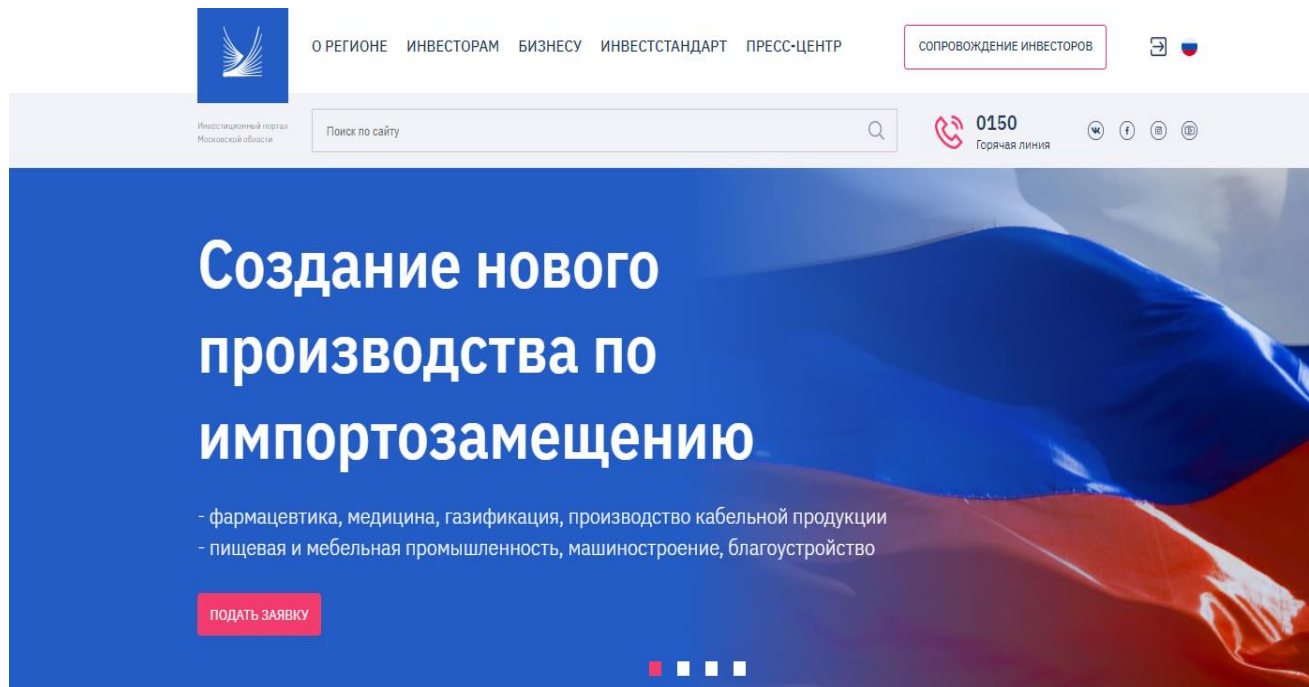 О РЕГИОНЕ ИНВЕСТОРАМ БИЗНЕСУ ИНВЕСТСТАНДАРТ ПРЕСС-ЦЕНТР СОПРОВОЖДЕНИЕ ИНВЕСТОРОВ
Инвестиционный портал
Московской области
Поиск по сайту
0150
Горячая линия
Создание нового
производства по
импортозамещению
- фармацевтика, медицина, газификация, производство кабельной продукции
- пищевая и мебельная промышленность, машиностроение, благоустройство
ПОДАТЬ ЗАЯВКУ